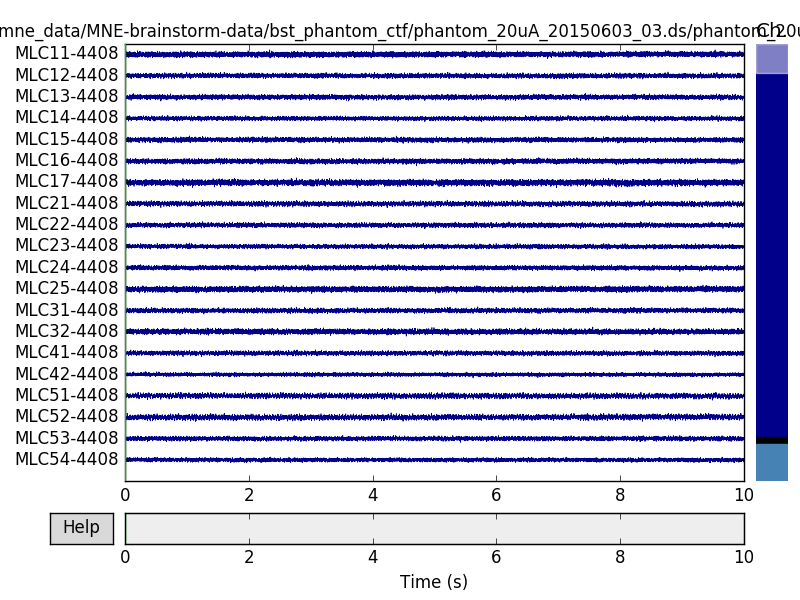 mne_data/MNE-brainstorm-data/bst_phantom_ctf/phantom_20uA_20150603_03.ds/phantom_20u
Ch.
MLC11-4408
MLC12-4408
MLC13-4408
MLC14-4408
MLC15-4408
MLC16-4408
MLC17-4408
MLC21-4408
MLC22-4408
MLC23-4408
MLC24-4408
MLC25-4408
MLC31-4408
MLC32-4408
MLC41-4408
MLC42-4408
MLC51-4408
MLC52-4408
MLC53-4408
MLC54-4408
0 2 4 6 8 10
Help
0 2 4 6 8 10
Time (s)